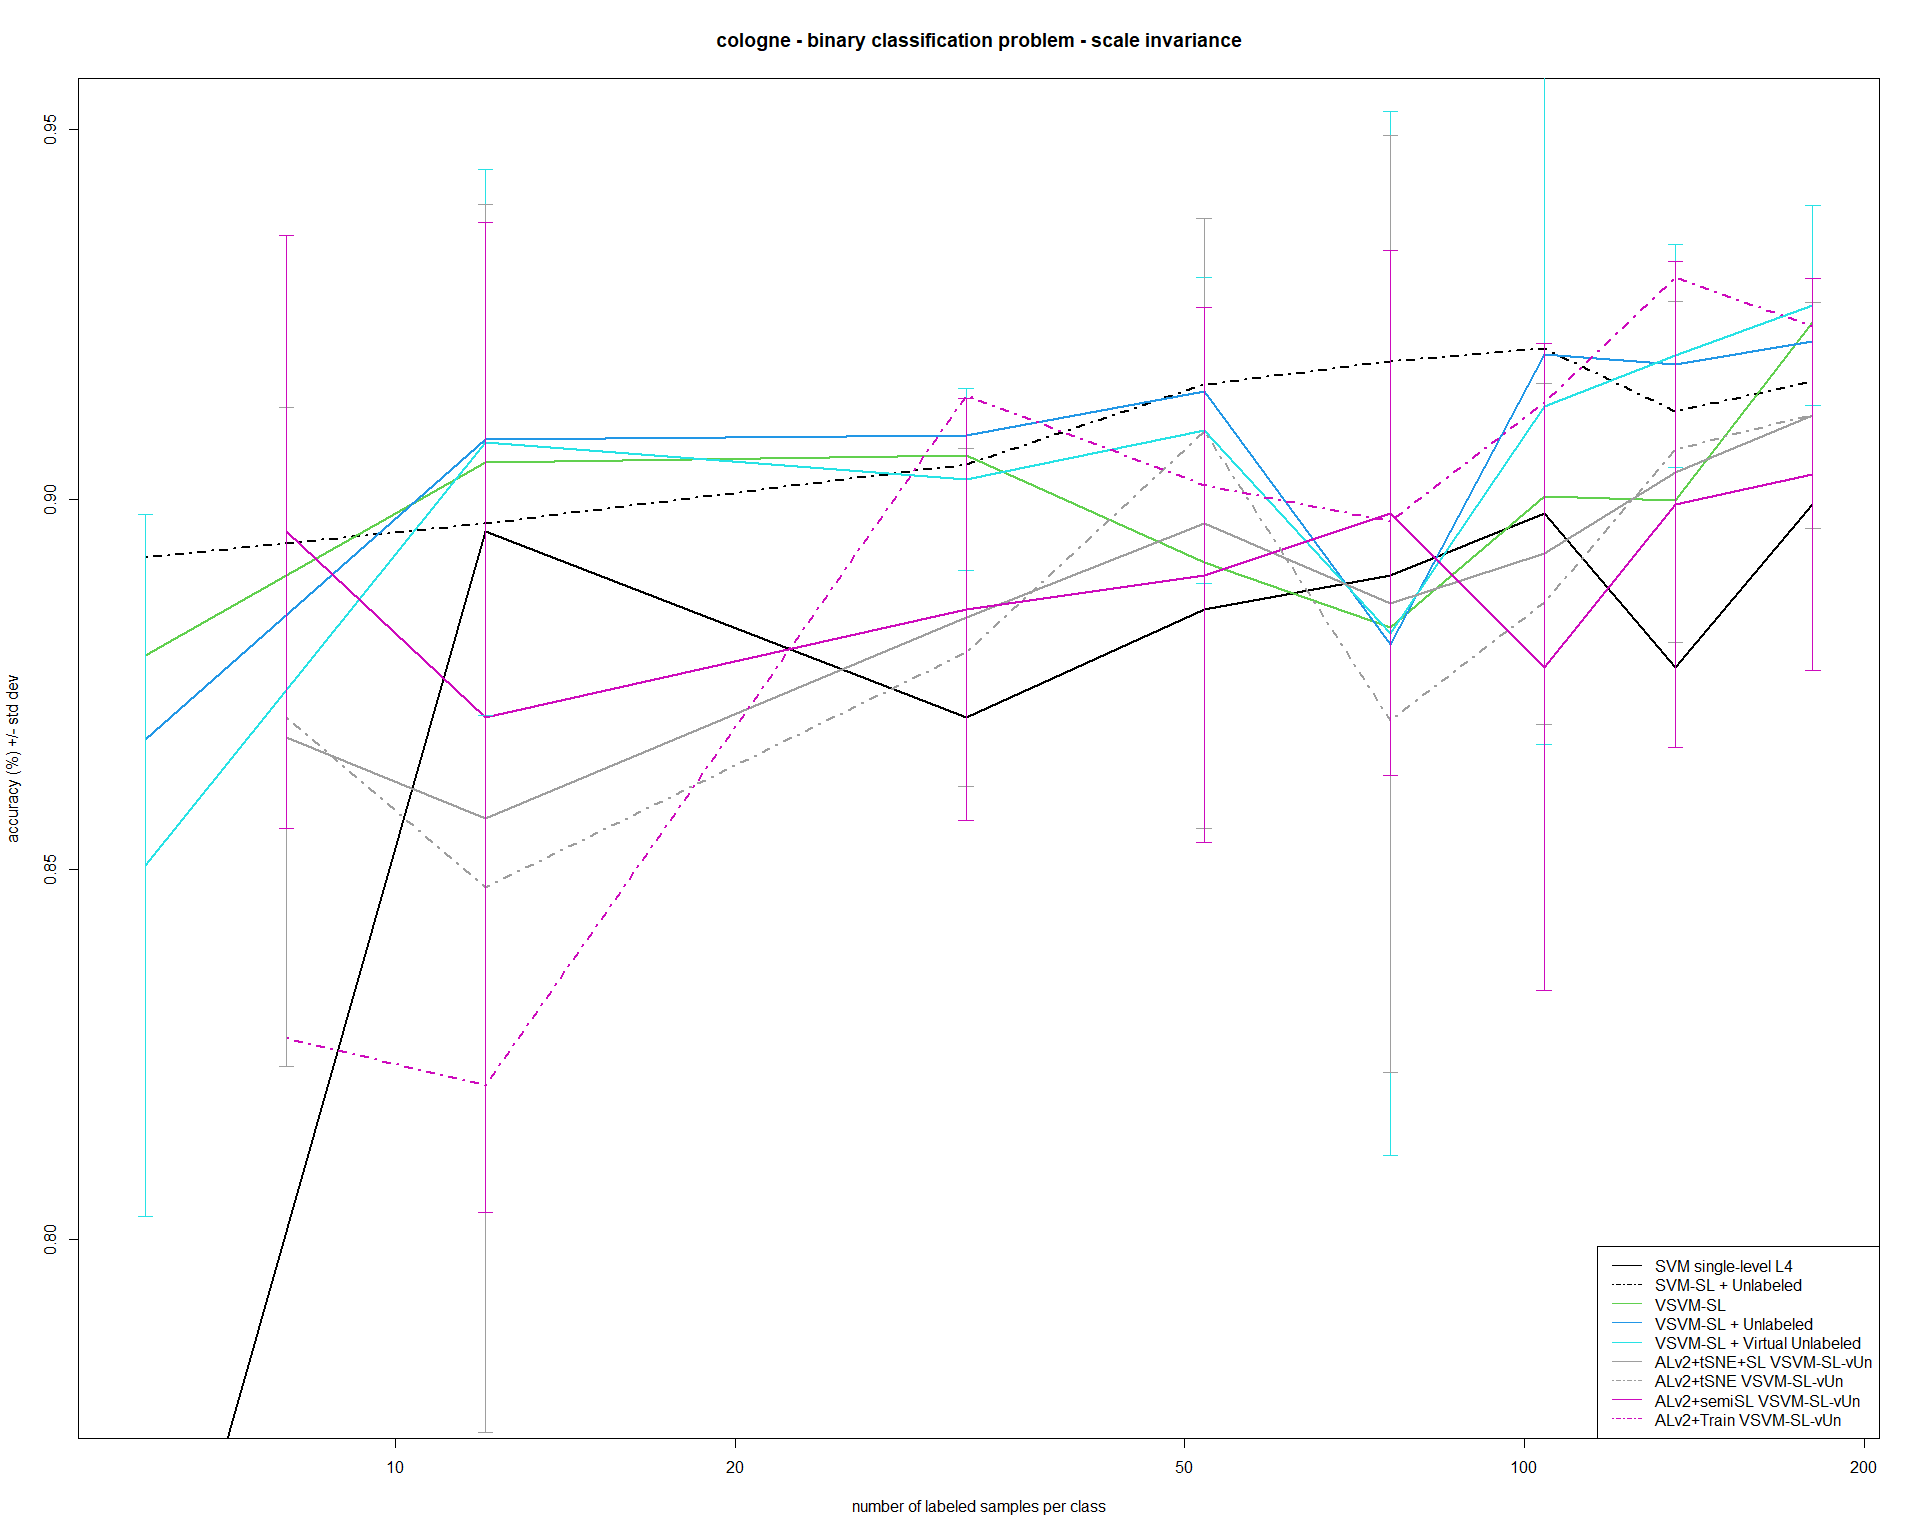 cologne - binary classification problem - scale invariance
0.95
0.90
0.85
0.80
accuracy (%) +/- std dev
SVM single-level L4
SVM-SL + Unlabeled
VSVM-SL
VSVM-SL + Unlabeled
VSVM-SL + Virtual Unlabeled
ALv2+tSNE+SL VSVM-SL-vUn
ALv2+tSNE VSVM-SL-vUn
ALv2+semiSL VSVM-SL-vUn
ALv2+Train VSVM-SL-vUn
10 20 50 100 200
number of labeled samples per class